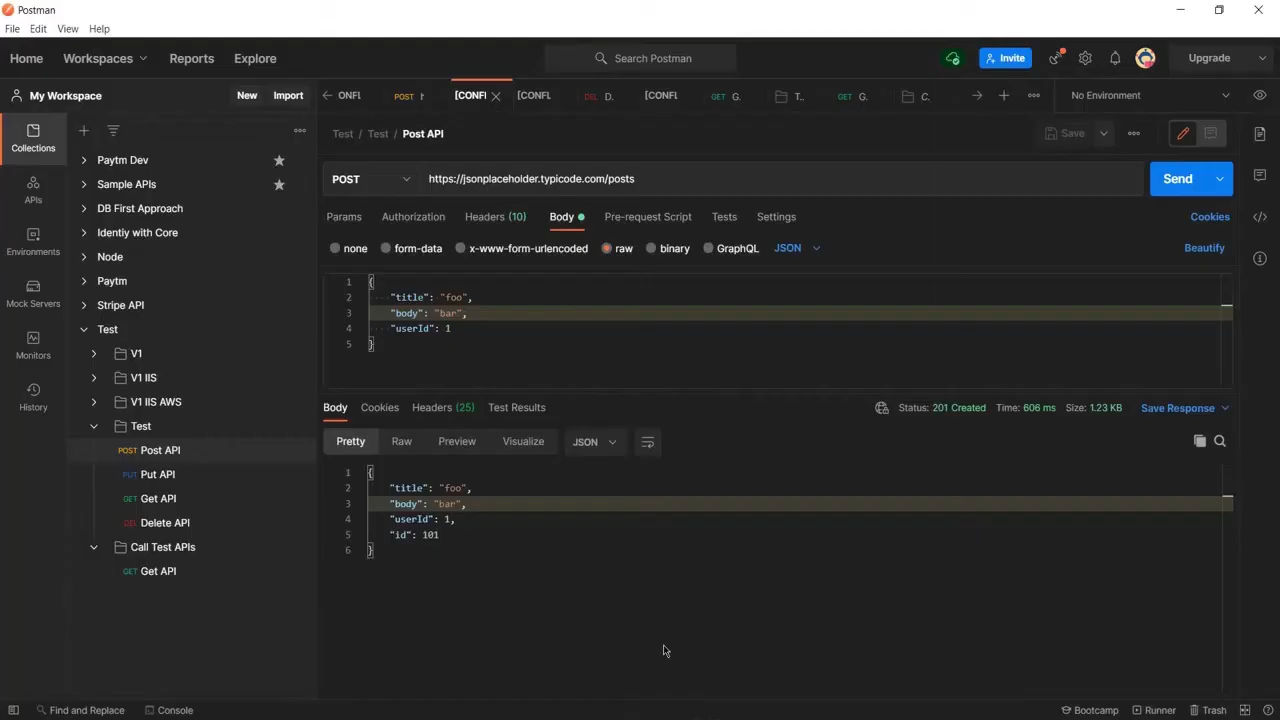 Postman
File Edit View Help
Home Workspaces Reports Explore Search Postman Invite Upgrade
My Workspace New Import ONFL POST [CONFI [CONFL DEL D. [CONFL GET G. T.. GET G. C. No Environment
Collections
APIs
Environments
Mock Servers
Monitors
History
Paytm Dev
Sample APIs
DB First Approach
Identiy with Core
Node
Paytm
Stripe API
Test
V1
V1 IIS
V1 IIS AWS
Test
POST Post API
PUT Put API
GET Get API
DEL Delete API
Call Test APIs
GET Get API
Test / Test / Post API Save
POST https://jsonplaceholder.typicode.com/posts Send
Params Authorization Headers (10) Body Pre-request Script Tests Settings Cookies
none form-data x-www-form-urlencoded raw binary GraphQL JSON Beautify
1 {
2 "title": "foo",
3 "body": "bar",
4 "userId": 1
5 }
Body Cookies Headers (25) Test Results Status: 201 Created Time: 606 ms Size: 1.23 KB Save Response
Pretty Raw Preview Visualize JSON
1 {
2 "title": "foo",
3 "body": "bar",
4 "userId": 1,
5 "id": 101
6 }
Find and Replace Console Bootcamp Runner Trash